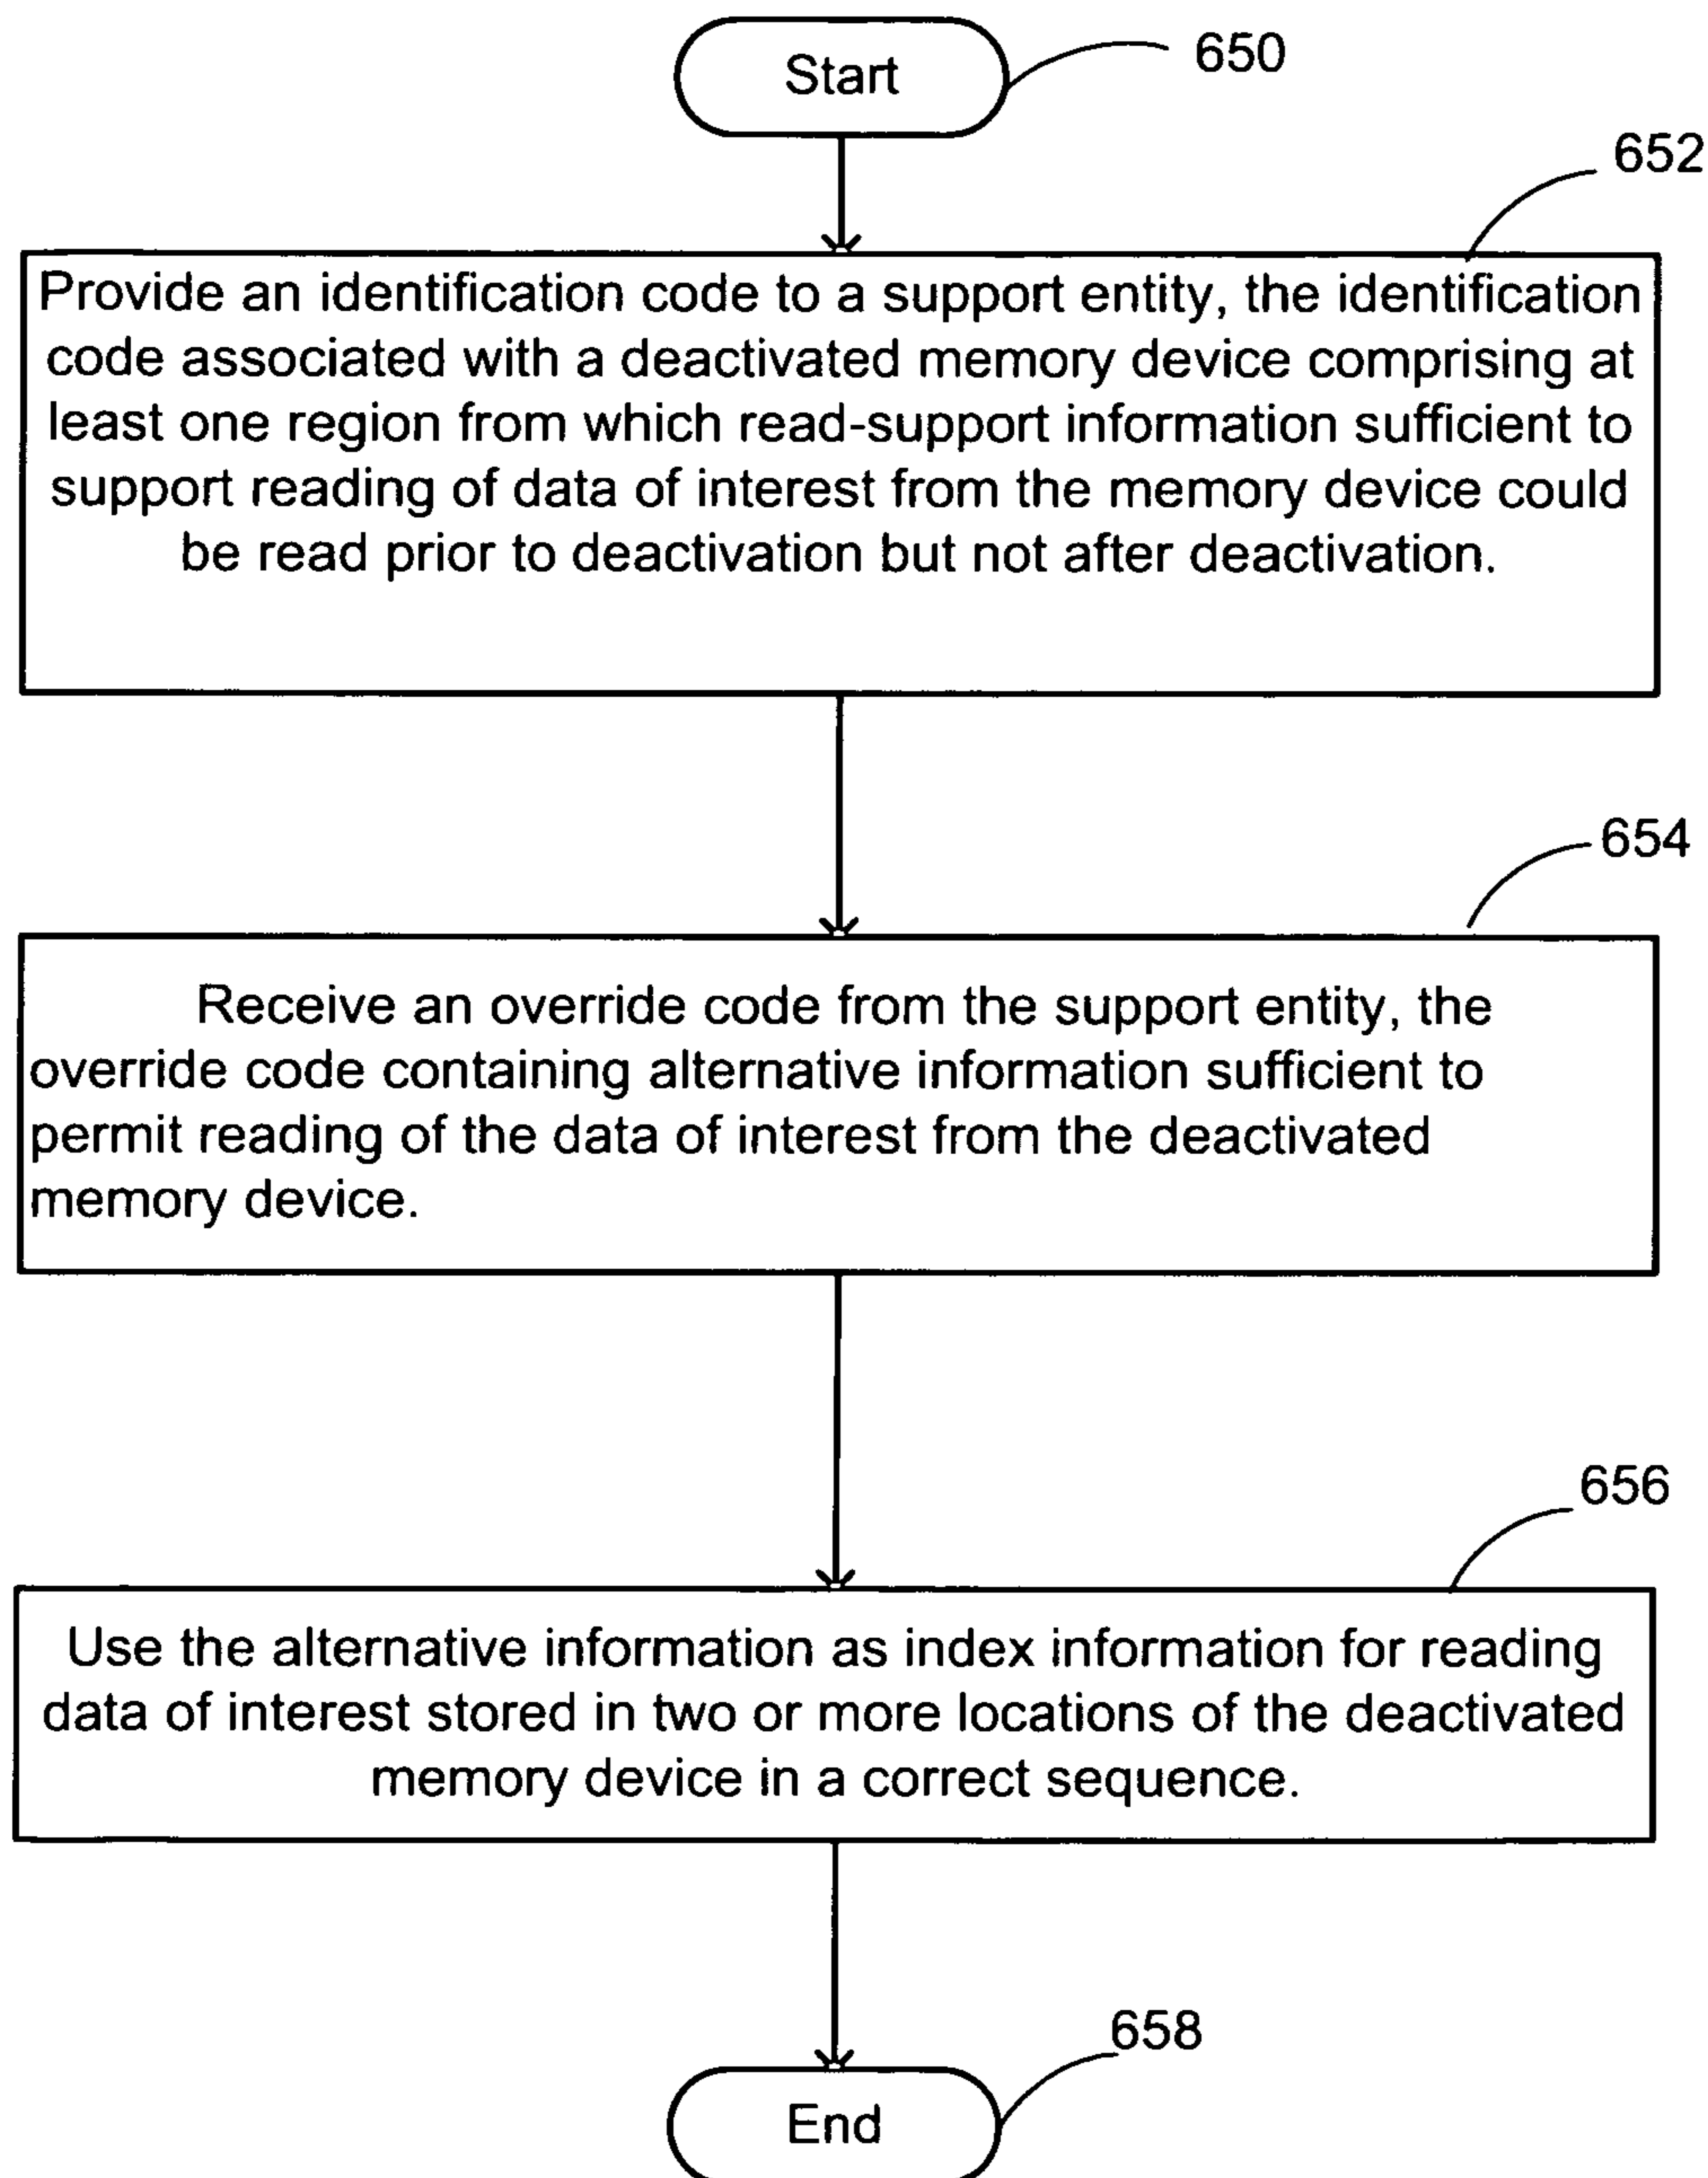 Start
650
652
Provide an identification code to a support entity, the identification
code associated with a deactivated memory device comprising at
least one region from which read-support information sufficient to
support reading of data of interest from the memory device could
be read prior to deactivation but not after deactivation.
654
Receive an override code from the support entity, the
override code containing alternative information sufficient to
permit reading of the data of interest from the deactivated
memory device.
656
Use the alternative information as index information for reading
data of interest stored in two or more locations of the deactivated
memory device in a correct sequence.
658
End